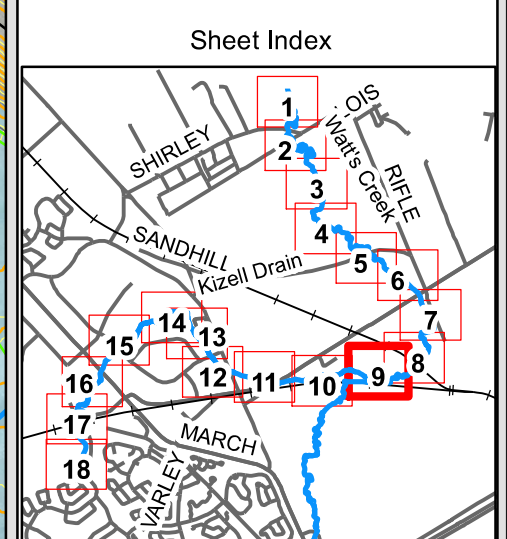 Sheet Index
1
OIS
SHIRLEY
2
Watt's Creek
RIFLE
3
4
SANDHILL
Kizell Drain
5
6
7
14
13
15
8
12
11
10
9
16
17
MARCH
18
VARLEY